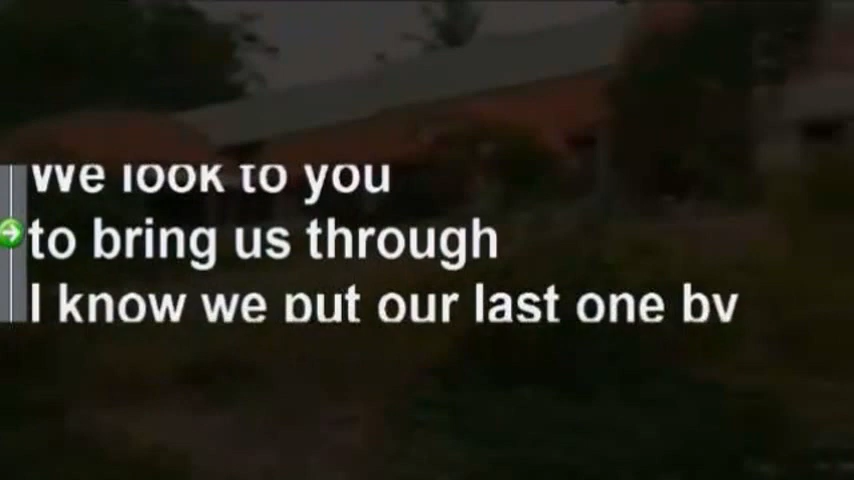 We look to you
to bring us through
I know we put our last one by